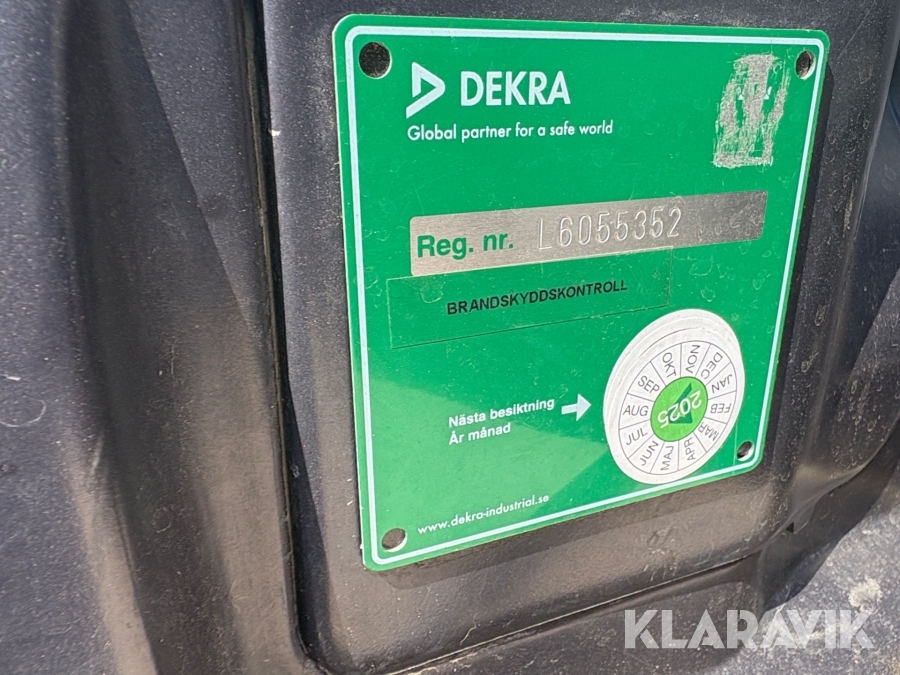 DEKRA
Global partner for a safe world
Reg. nr. L6055352
BRANDSKYDDSKONTROLL
Nästa besiktning
År månad
JAN
FEB
MAR
APR
MAJ
JUN
JUL
AUG
SEP
OKT
NOV
DEC
2025
www.dekra-industrial.se
KLARAVIK